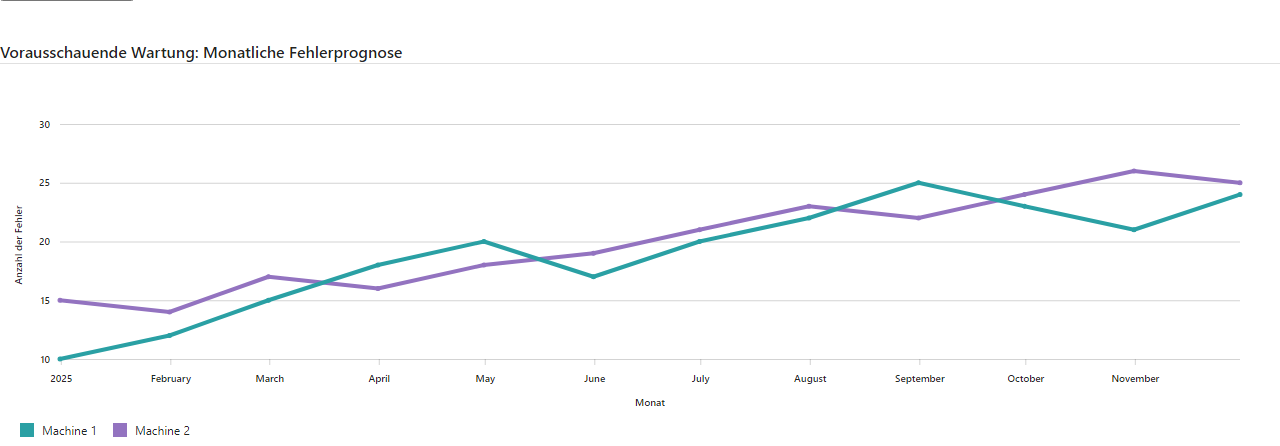 Vorausschauende Wartung: Monatliche Fehlerprognose
30
25
20
15
10
Anzahl der Fehler
2025 February March April May June July August September October November
Monat
Machine 1 Machine 2